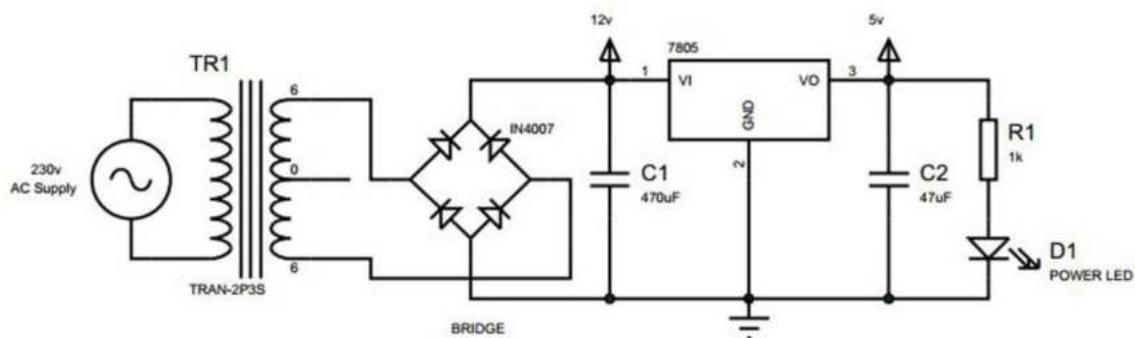 12v
5v
7805
TR1
6
1
VI
VO
3
IN4007
GND
R1
1k
230v
AC Supply
0
2
C1
470uF
C2
47uF
D1
POWER LED
6
TRAN-2P3S
BRIDGE